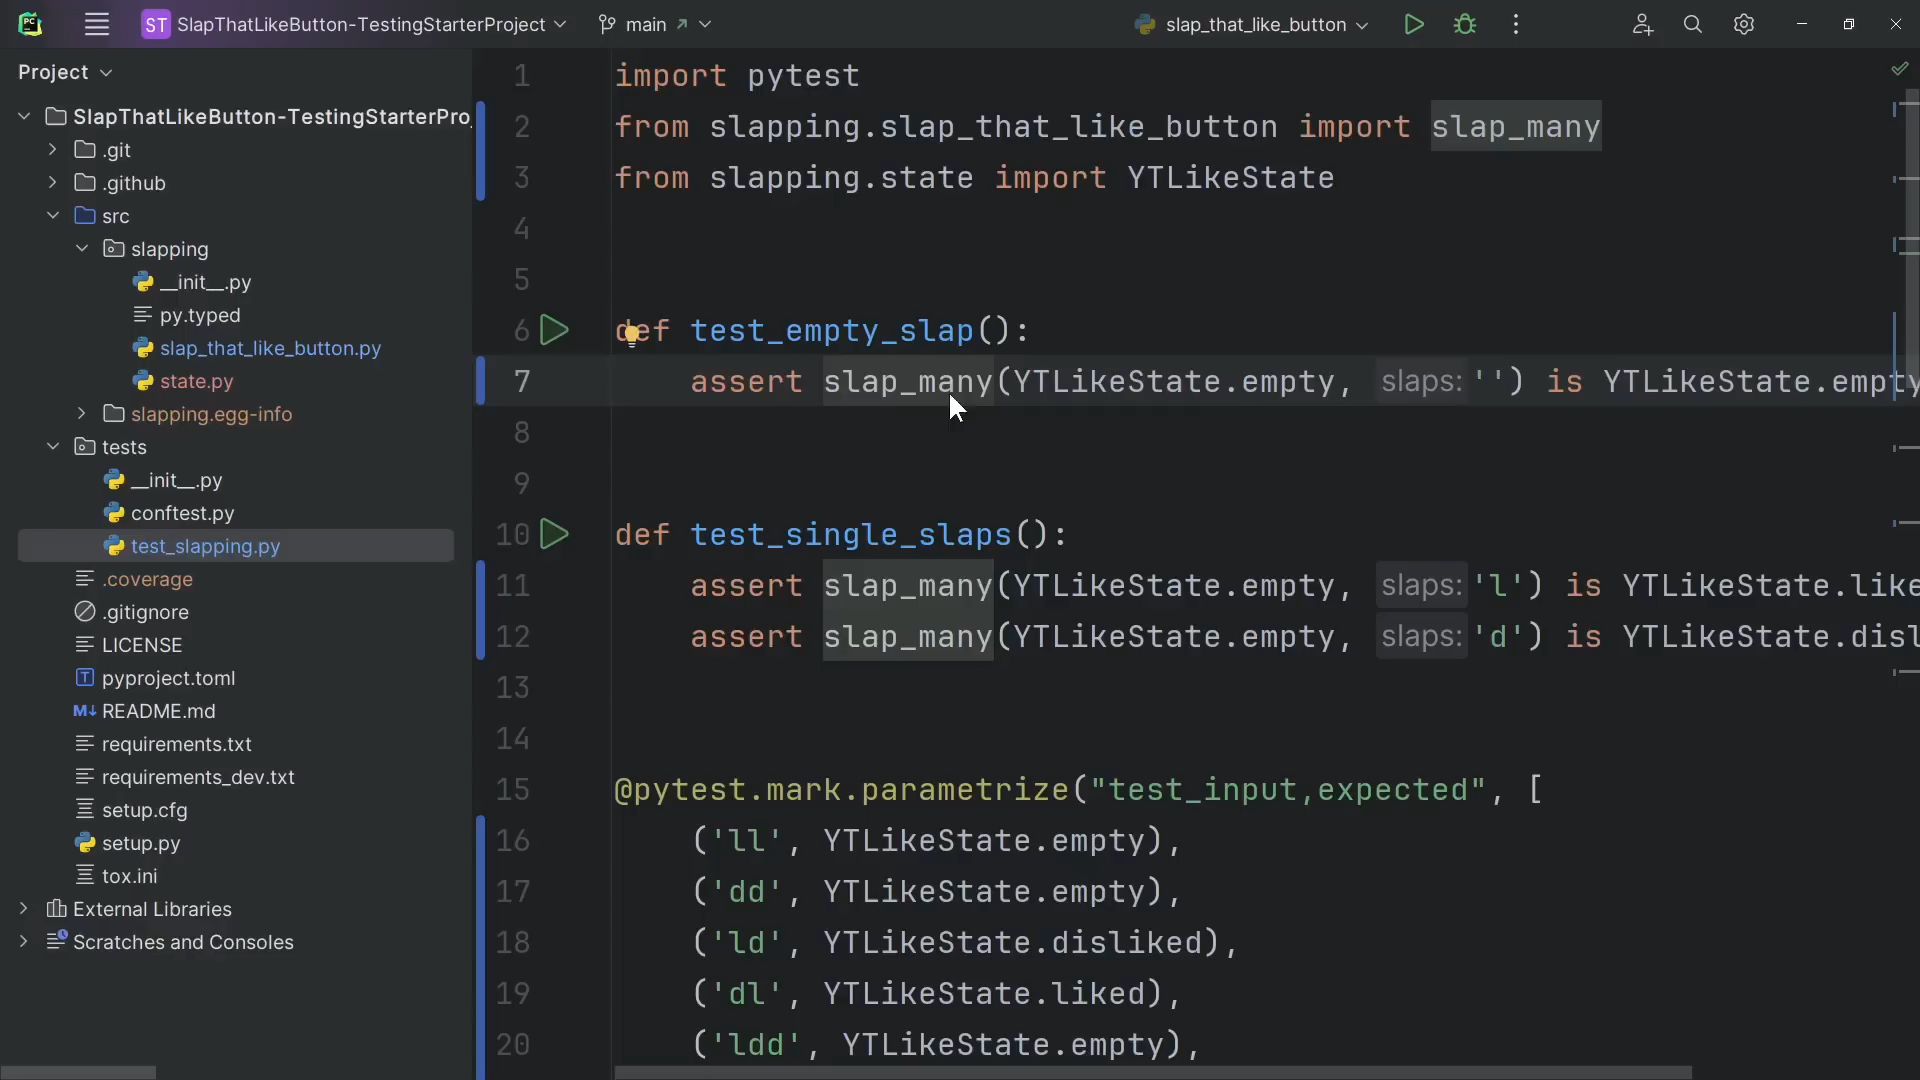 PC
ST SlapThatLikeButton-TestingStarterProject
main
slap_that_like_button
Project
SlapThatLikeButton-TestingStarterPro
.git
.github
src
slapping
__init__.py
py.typed
slap_that_like_button.py
state.py
slapping.egg-info
tests
__init__.py
conftest.py
test_slapping.py
.coverage
.gitignore
LICENSE
pyproject.toml
README.md
requirements.txt
requirements_dev.txt
setup.cfg
setup.py
tox.ini
External Libraries
Scratches and Consoles
1 import pytest
2 from slapping.slap_that_like_button import slap_many
3 from slapping.state import YTLikeState
4
5
6 def test_empty_slap():
7 assert slap_many(YTLikeState.empty, slaps: '') is YTLikeState.empty
8
9
10 def test_single_slaps():
11 assert slap_many(YTLikeState.empty, slaps: 'l') is YTLikeState.like
12 assert slap_many(YTLikeState.empty, slaps: 'd') is YTLikeState.disl
13
14
15 @pytest.mark.parametrize("test_input,expected", [
16 ('ll', YTLikeState.empty),
17 ('dd', YTLikeState.empty),
18 ('ld', YTLikeState.disliked),
19 ('dl', YTLikeState.liked),
20 ('ldd', YTLikeState.empty),